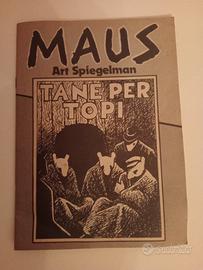 MAUS
Art Spiegelman
TANE PER
TOPI